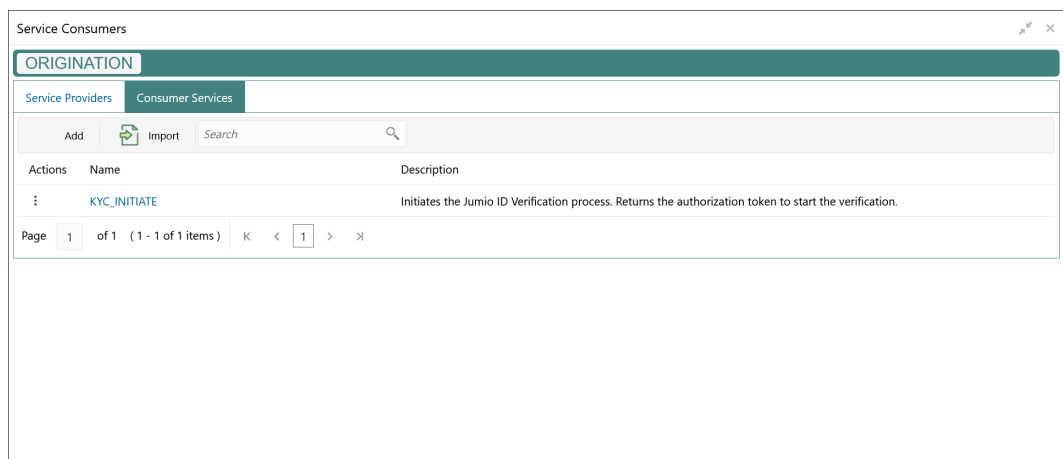 Service Consumers
ORIGINATION
Service Providers Consumer Services
Add Import Search
Actions Name Description
KYC_INITIATE Initiates the Jumio ID Verification process. Returns the authorization token to start the verification.
Page 1 of 1 ( 1 - 1 of 1 items ) 1